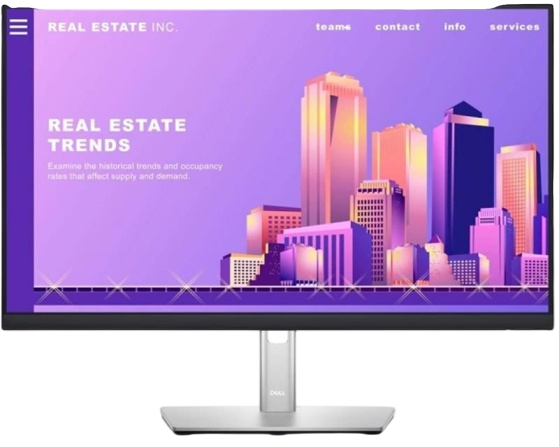 REAL ESTATE INC.
teams contact info services
REAL ESTATE
TRENDS
Examine the historical trends and occupancy
rates that affect supply and demand.
DELL